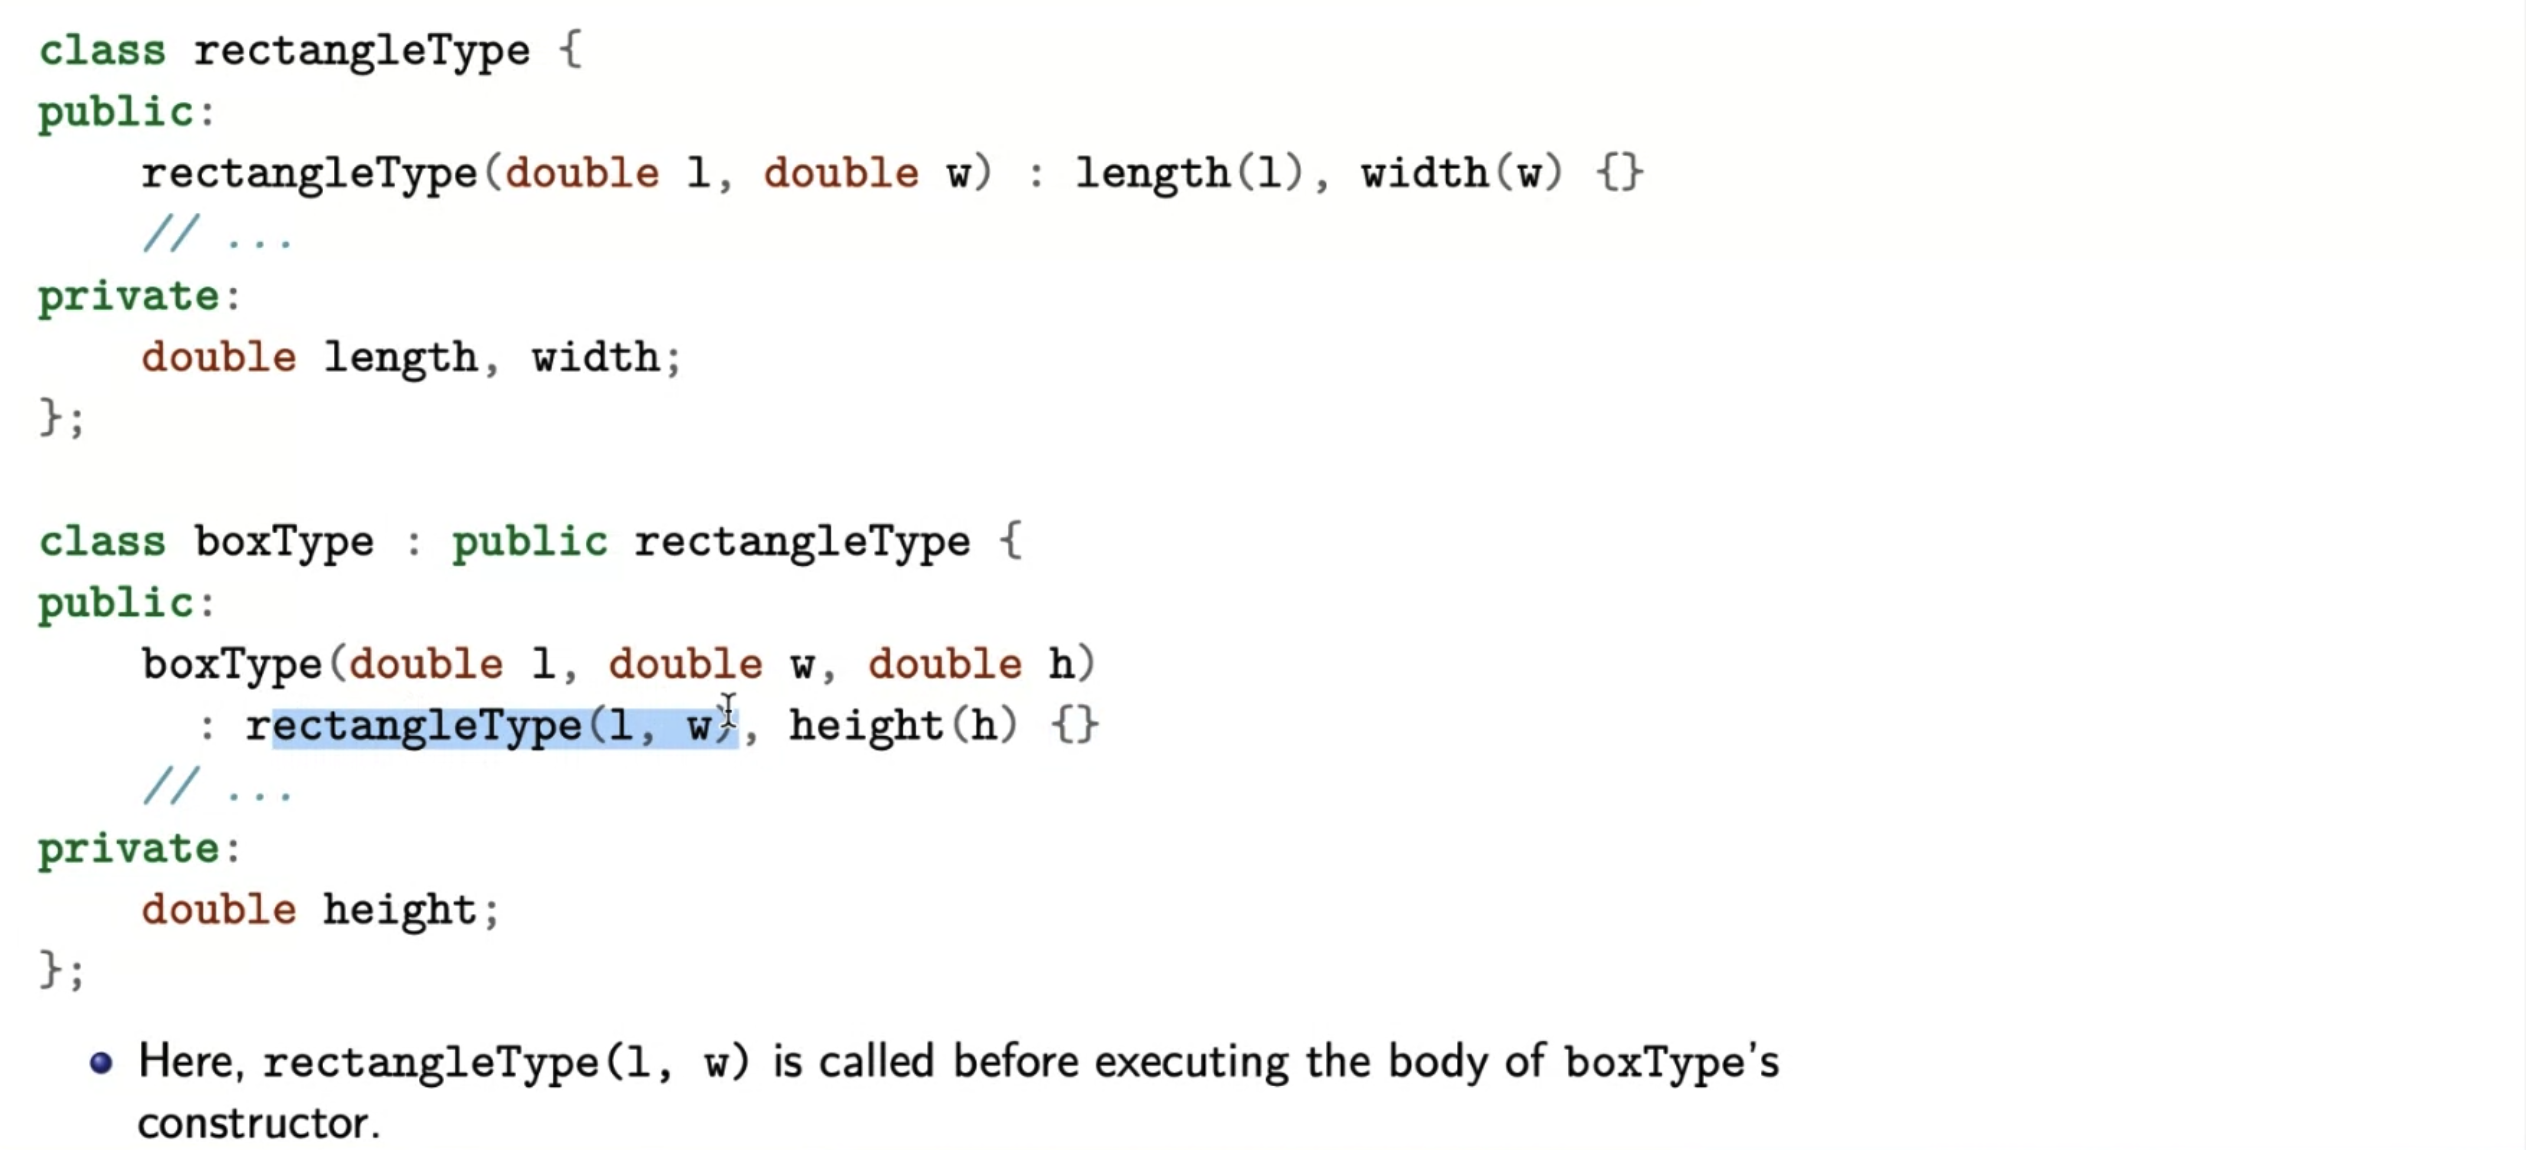 class rectangleType {
public:
    rectangleType(double l, double w) : length(l), width(w) {}
    // ...
private:
    double length, width;
};
class boxType : public rectangleType {
public:
    boxType(double l, double w, double h)
      : rectangleType(l, w), height(h) {}
    // ...
private:
    double height;
};
• Here, rectangleType(l, w) is called before executing the body of boxType's
constructor.